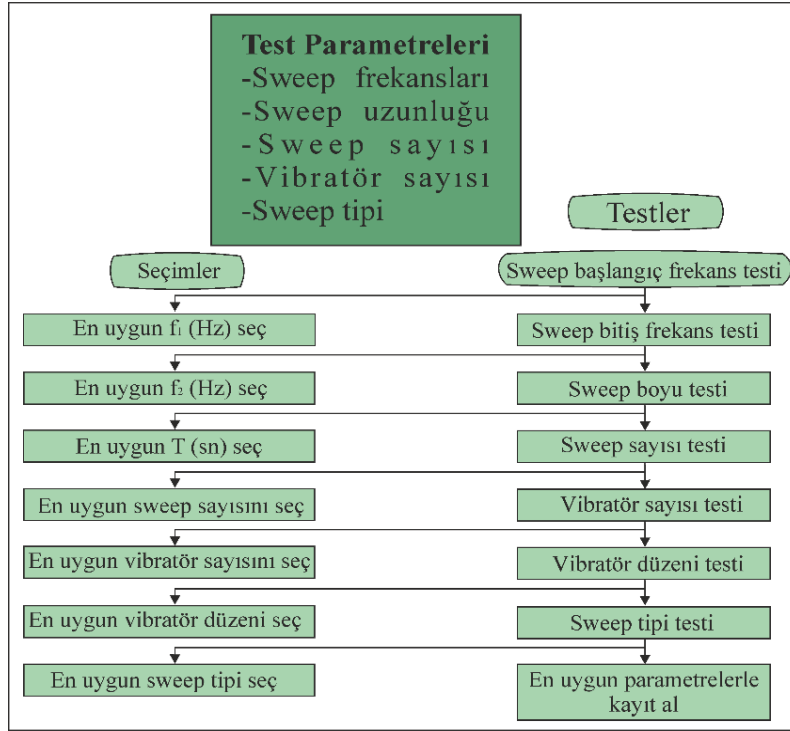 Test Parametreleri
-Sweep frekansları
-Sweep uzunluğu
-Sweep sayısı
-Vibratör sayısı
-Sweep tipi
Testler
Seçimler
Sweep başlangıç frekans testi
En uygun f₁ (Hz) seç
Sweep bitiş frekans testi
En uygun f₂ (Hz) seç
Sweep boyu testi
En uygun T (sn) seç
Sweep sayısı testi
En uygun sweep sayısını seç
Vibratör sayısı testi
En uygun vibratör sayısını seç
Vibratör düzeni testi
En uygun vibratör düzeni seç
Sweep tipi testi
En uygun sweep tipi seç
En uygun parametrelerle
kayıt al